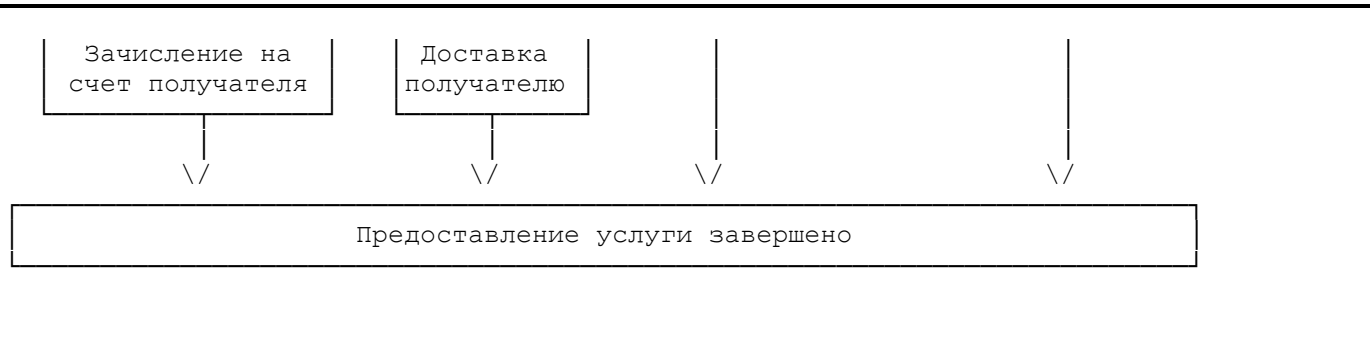 Зачисление на
счет получателя
Доставка
получателю
Предоставление услуги завершено